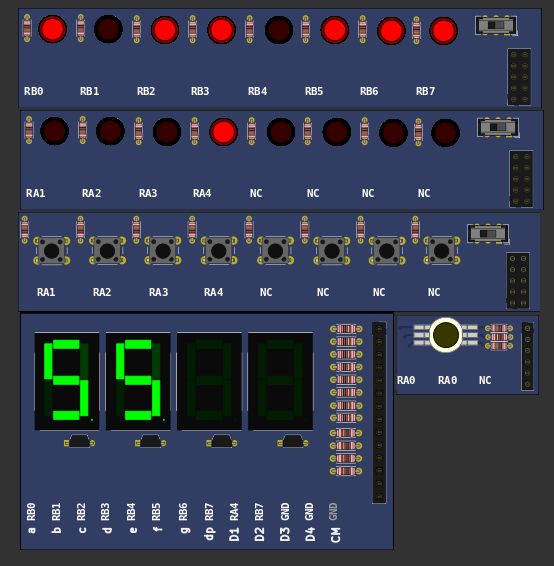 RB0 RB1 RB2 RB3 RB4 RB5 RB6 RB7
RA1 RA2 RA3 RA4 NC NC NC NC
RA1 RA2 RA3 RA4 NC NC NC NC
55
RA0 RA0 NC
a RB0
b RB1
c RB2
d RB3
e RB4
f RB5
g RB6
dp RB7
D1 RA4
D2 RB7
D3 GND
D4 GND
CM GND